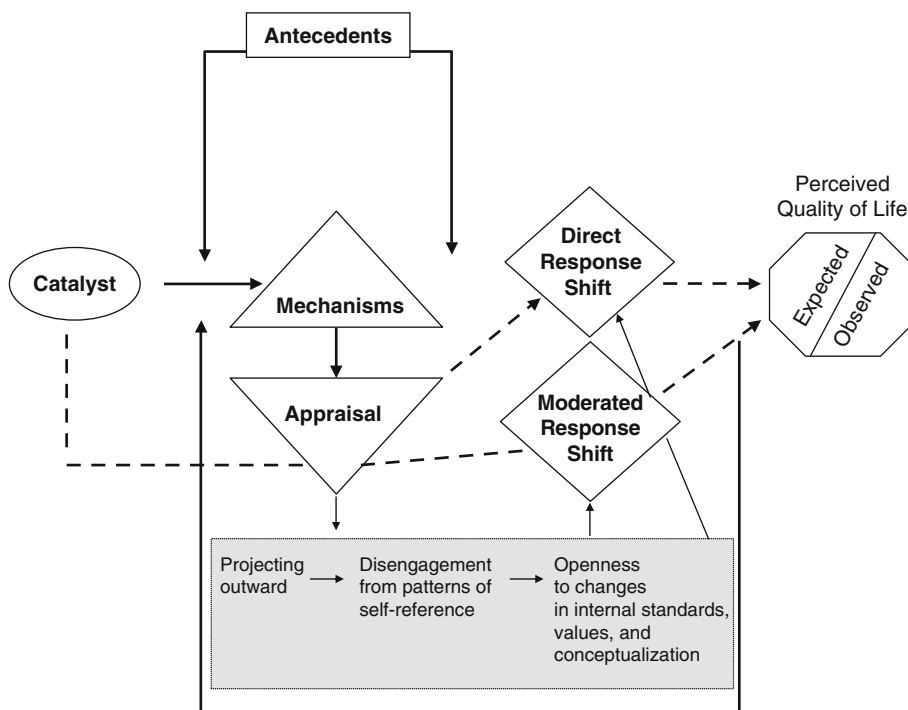 Antecedents
Perceived
Quality of Life
Direct
Response
Shift
Expected
Observed
Catalyst
Mechanisms
Appraisal
Moderated
Response
Shift
Projecting
outward
Disengagement
from patterns of
self-reference
Openness
to changes
in internal standards,
values, and
conceptualization